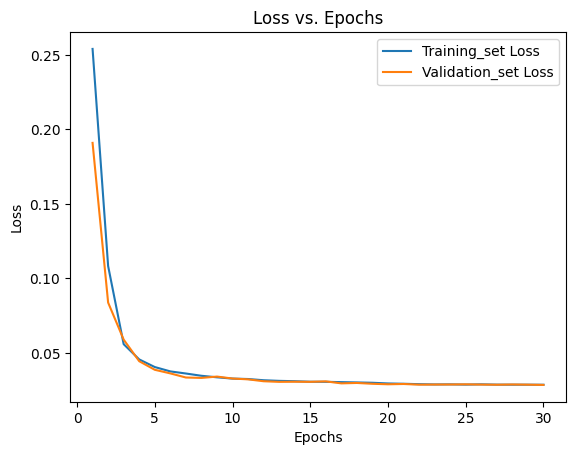 Loss vs. Epochs
Training_set Loss
Validation_set Loss
Loss
0.25
0.20
0.15
0.10
0.05
0 5 10 15 20 25 30
Epochs